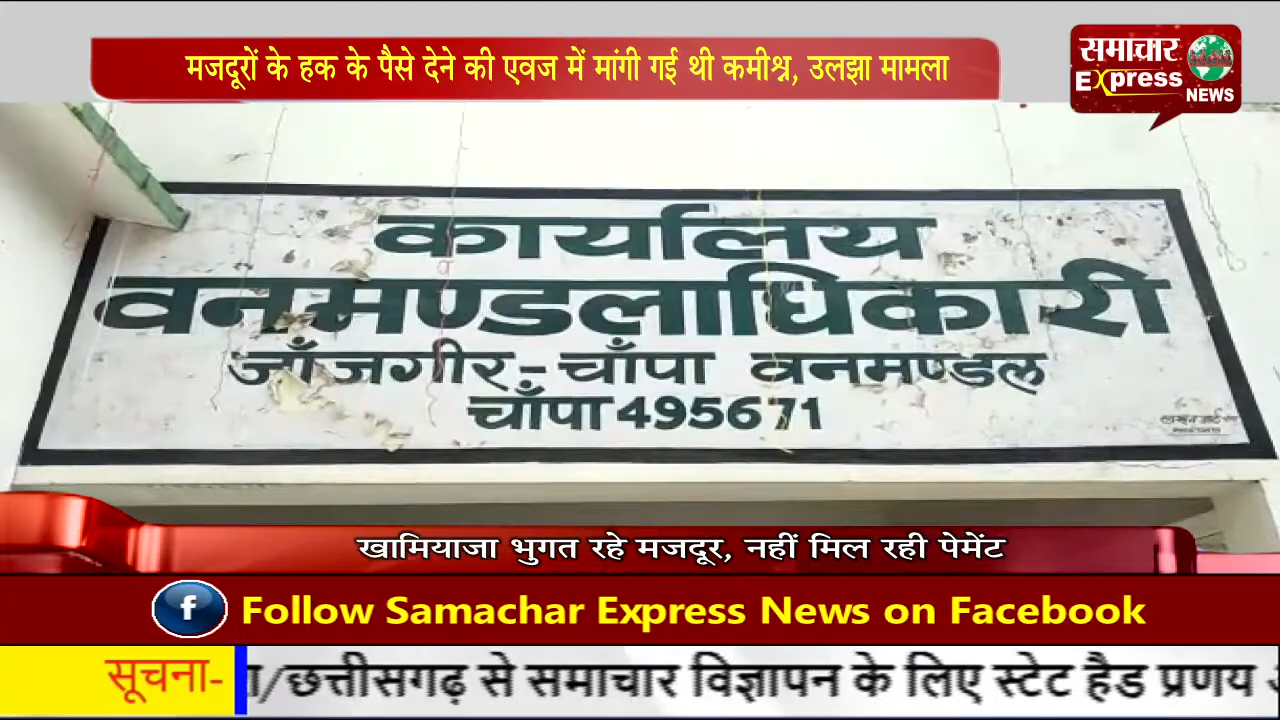 मजदूरों के हक के पैसे देने की एवज में मांगी गई थी कमीश्न, उलझा मामला
समाचार
Express
NEWS
कार्यालय
वनमण्डलाधिकारी
जाँजगीर-चाँपा वनमण्डल
चाँपा 495671
खामियाजा भुगत रहे मजदूर, नहीं मिल रही पेमेंट
f Follow Samachar Express News on Facebook
सूचना- /छत्तीसगढ़ से समाचार विज्ञापन के लिए स्टेट हैड प्रणय